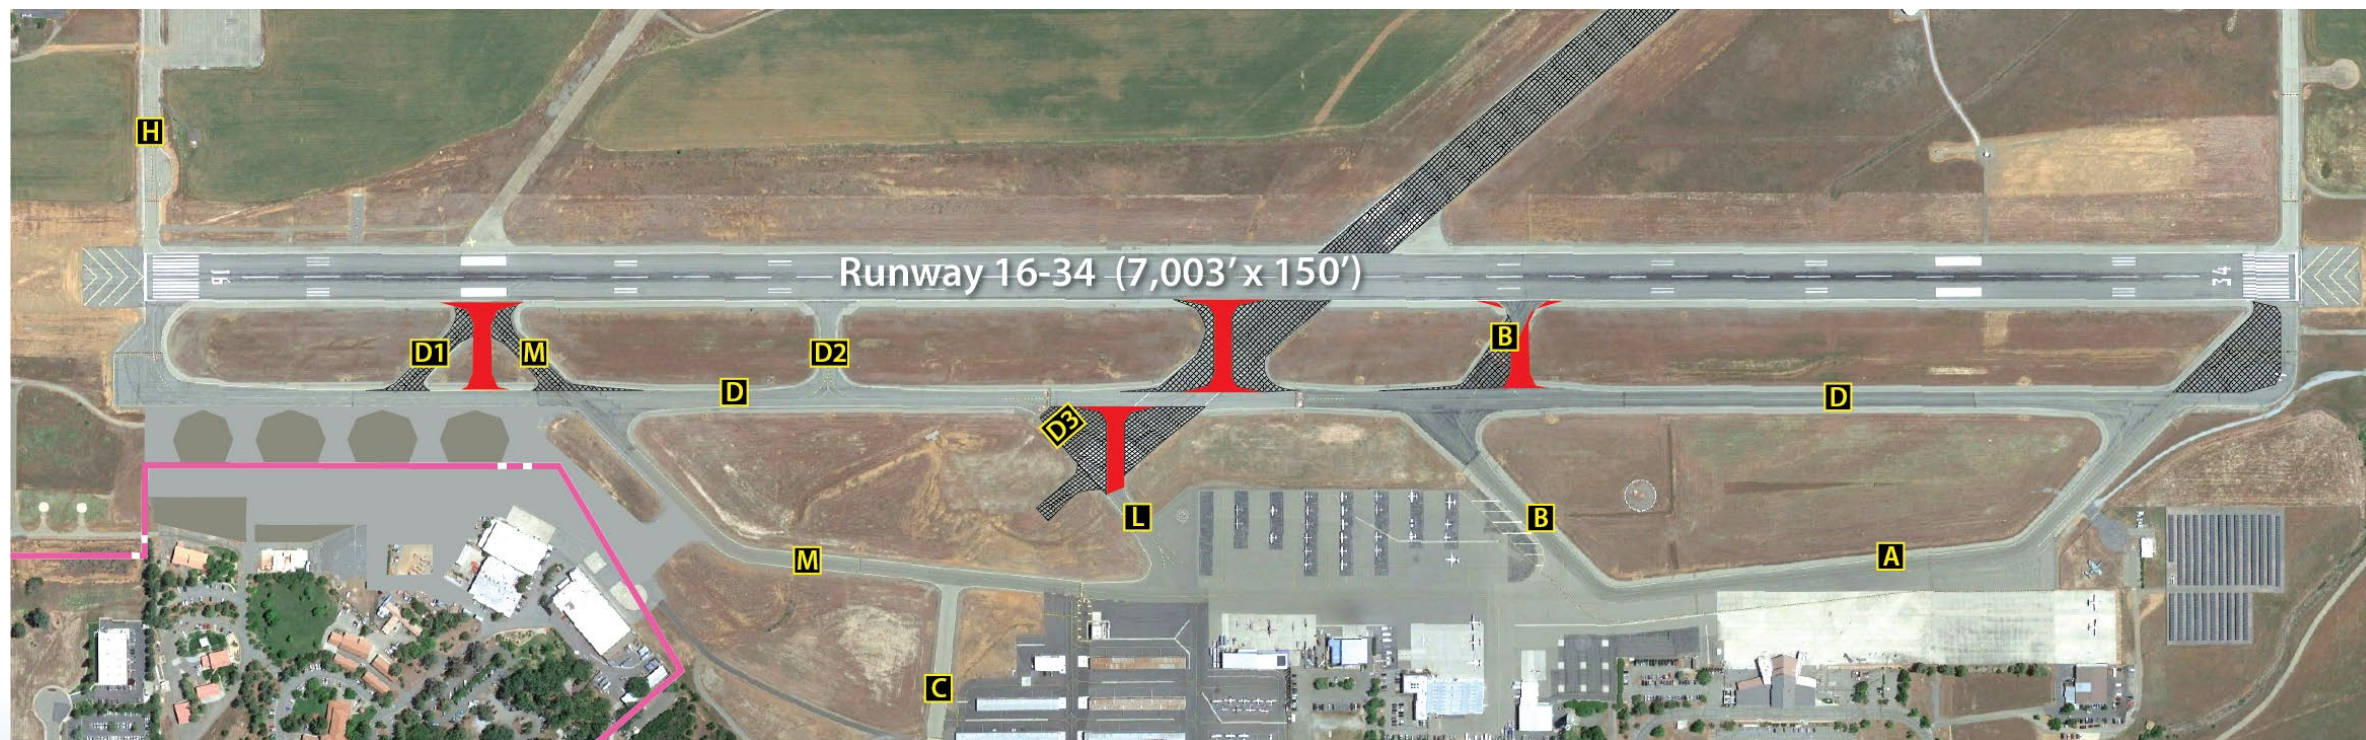 H
16
Runway 16-34 (7,003' x 150')
34
D1
M
D2
B
D
D
D3
L
B
M
A
C